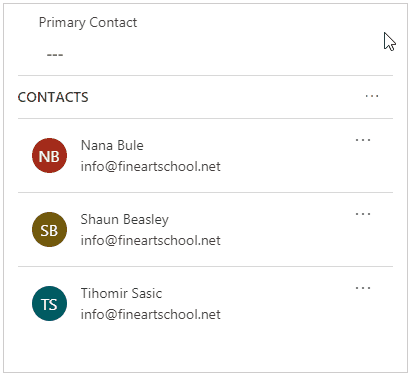 Primary Contact
---
CONTACTS ...
NB
Nana Bule ...
info@fineartschool.net
SB
Shaun Beasley ...
info@fineartschool.net
TS
Tihomir Sasic ...
info@fineartschool.net